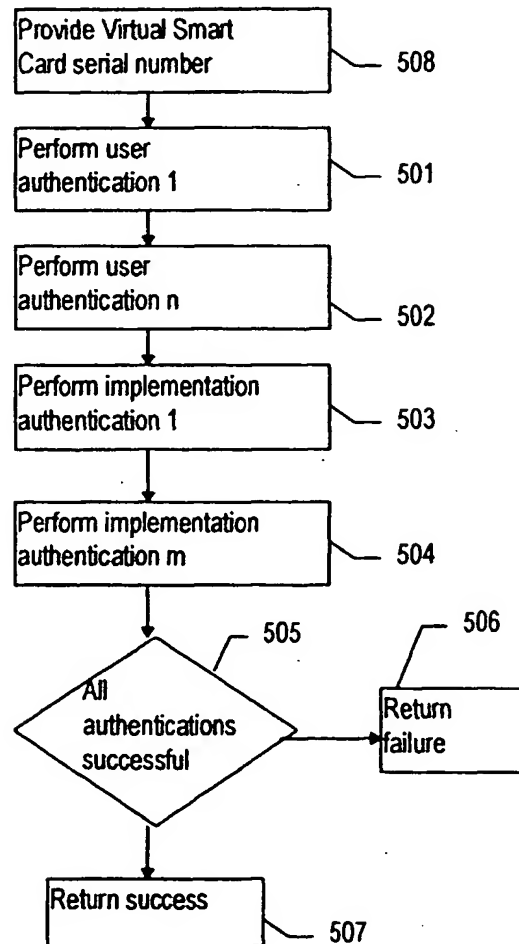 Provide Virtual Smart
Card serial number
508
Perform user
authentication 1
501
Perform user
authentication n
502
Perform implementation
authentication 1
503
Perform implementation
authentication m
504
505
All
authentications
successful
506
Return
failure
Return success
507